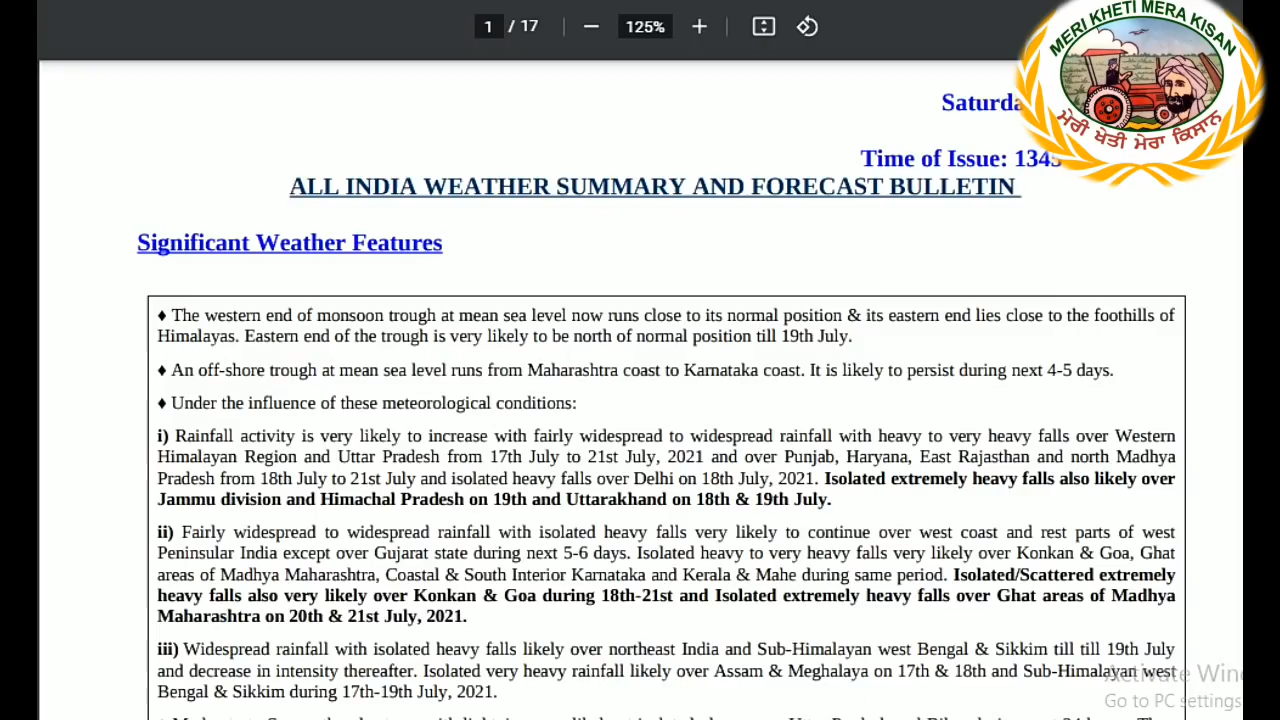 1 / 17
125%
MERI KHETI MERA KISAN
ਮੇਰੀ ਖੇਤੀ ਮੇਰਾ ਕਿਸਾਨ
Time of Issue:
ALL INDIA WEATHER SUMMARY AND FORECAST BULLETIN
Significant Weather Features
♦ The western end of monsoon trough at mean sea level now runs close to its normal position & its eastern end lies close to the foothills of
Himalayas. Eastern end of the trough is very likely to be north of normal position till 19th July.
♦ An off-shore trough at mean sea level runs from Maharashtra coast to Karnataka coast. It is likely to persist during next 4-5 days.
♦ Under the influence of these meteorological conditions:
i) Rainfall activity is very likely to increase with fairly widespread to widespread rainfall with heavy to very heavy falls over Western
Himalayan Region and Uttar Pradesh from 17th July to 21st July, 2021 and over Punjab, Haryana, East Rajasthan and north Madhya
Pradesh from 18th July to 21st July and isolated heavy falls over Delhi on 18th July, 2021. Isolated extremely heavy falls also likely over
Jammu division and Himachal Pradesh on 19th and Uttarakhand on 18th & 19th July.
ii) Fairly widespread to widespread rainfall with isolated heavy falls very likely to continue over west coast and rest parts of west
Peninsular India except over Gujarat state during next 5-6 days. Isolated heavy to very heavy falls very likely over Konkan & Goa, Ghat
areas of Madhya Maharashtra, Coastal & South Interior Karnataka and Kerala & Mahe during same period. Isolated/Scattered extremely
heavy falls also very likely over Konkan & Goa during 18th-21st and Isolated extremely heavy falls over Ghat areas of Madhya
Maharashtra on 20th & 21st July, 2021.
iii) Widespread rainfall with isolated heavy falls likely over northeast India and Sub-Himalayan west Bengal & Sikkim till till 19th July
and decrease in intensity thereafter. Isolated very heavy rainfall likely over Assam & Meghalaya on 17th & 18th and Sub-Himalayan west
Bengal & Sikkim during 17th-19th July, 2021.
Activate Win
Go to PC settings